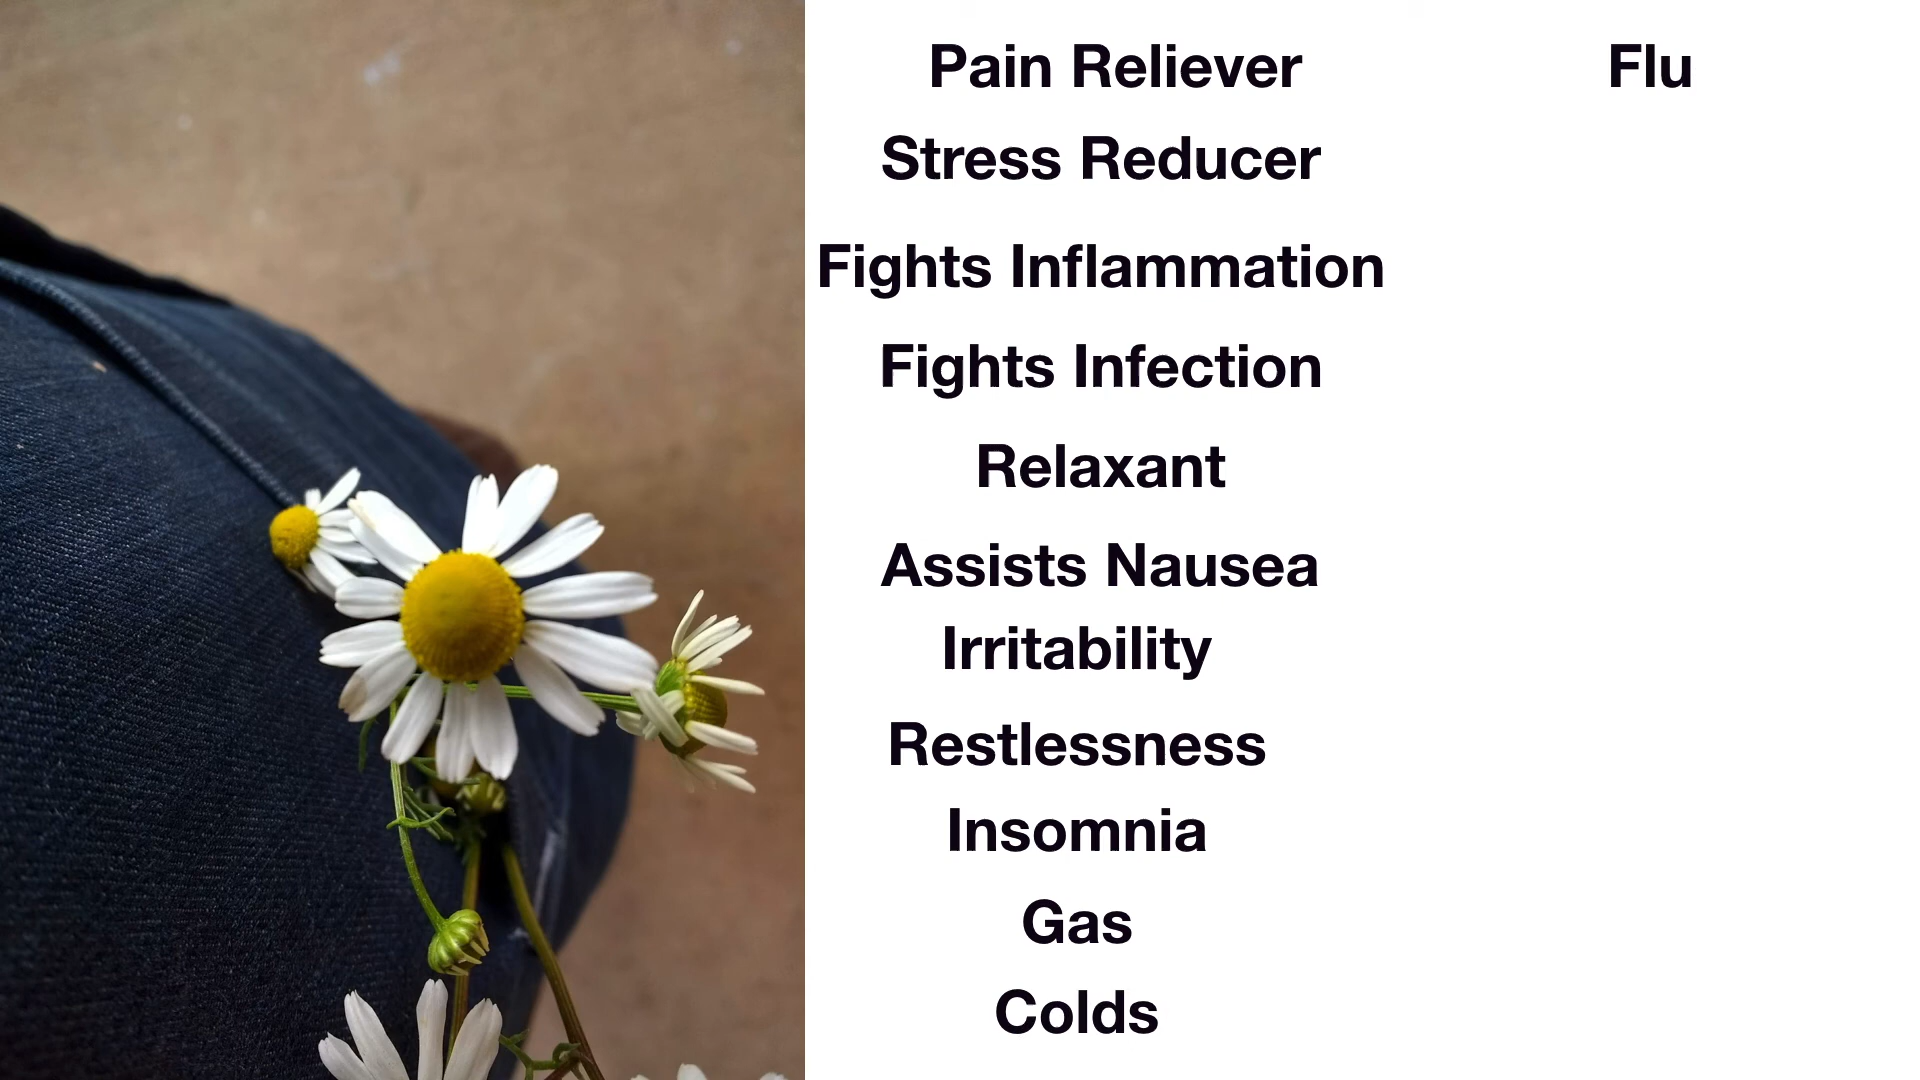 Pain Reliever
Stress Reducer
Fights Inflammation
Fights Infection
Relaxant
Assists Nausea
Irritability
Restlessness
Insomnia
Gas
Colds
Flu